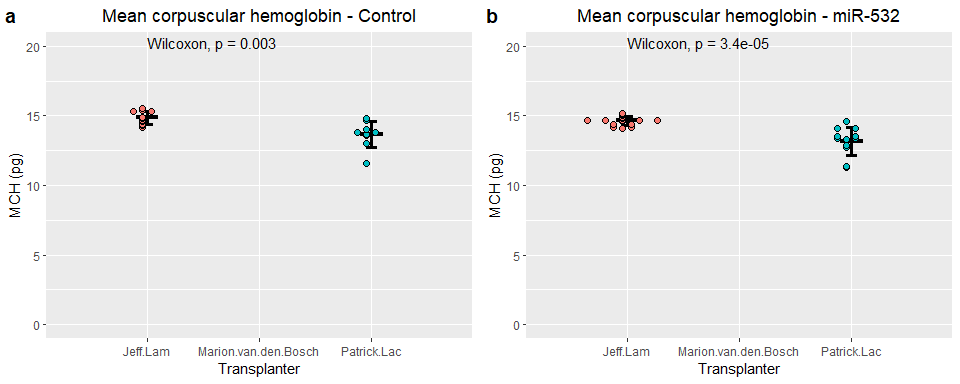 a
Mean corpuscular hemoglobin - Control
Wilcoxon, p = 0.003
MCH (pg)
20
15
10
5
0
Jeff.Lam
Marion.van.den.Bosch
Patrick.Lac
Transplanter
b
Mean corpuscular hemoglobin - miR-532
Wilcoxon, p = 3.4e-05
MCH (pg)
20
15
10
5
0
Jeff.Lam
Marion.van.den.Bosch
Patrick.Lac
Transplanter